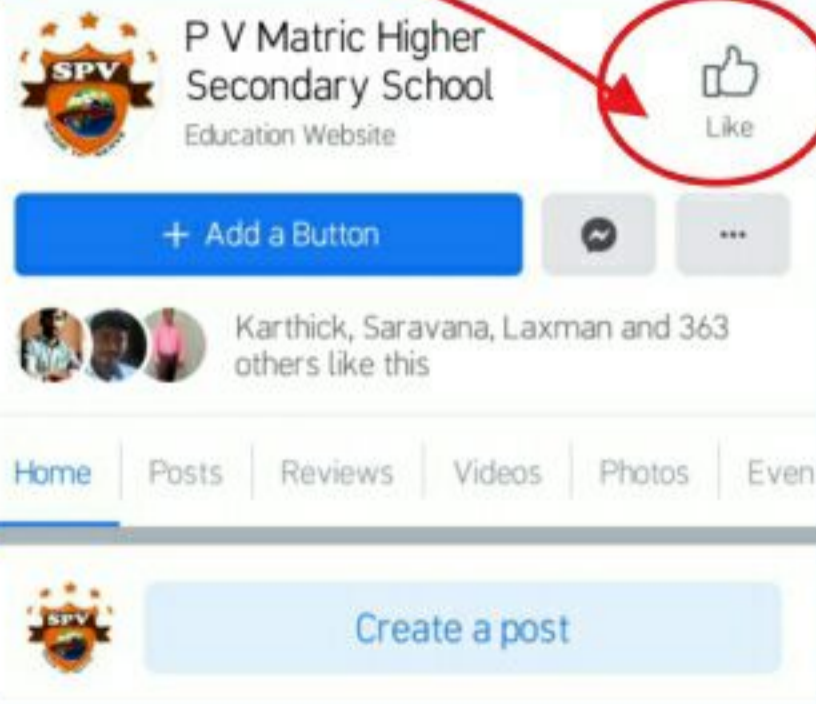 SPV
P V Matric Higher
Secondary School
Education Website
Like
+ Add a Button
Karthick, Saravana, Laxman and 363
others like this
Home Posts Reviews Videos Photos Even
SPV
Create a post